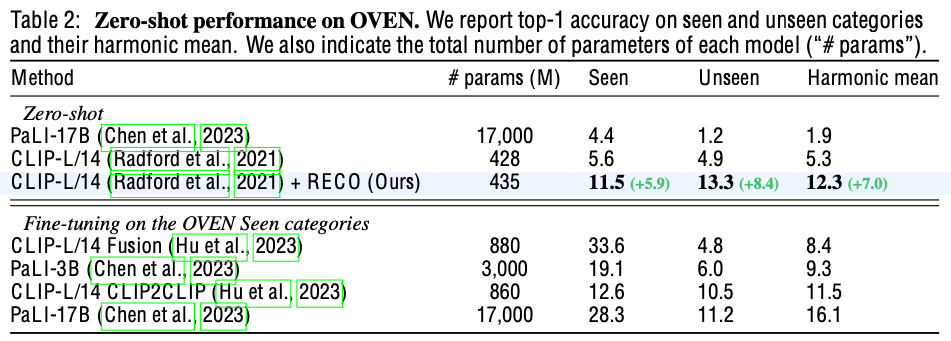 Table 2: Zero-shot performance on OVEN. We report top-1 accuracy on seen and unseen categories
and their harmonic mean. We also indicate the total number of parameters of each model (“# params”).
Method # params (M) Seen Unseen Harmonic mean
Zero-shot
PaLI-17B (Chen et al., 2023) 17,000 4.4 1.2 1.9
CLIP-L/14 (Radford et al., 2021) 428 5.6 4.9 5.3
CLIP-L/14 (Radford et al., 2021) + RECO (Ours) 435 11.5 (+5.9) 13.3 (+8.4) 12.3 (+7.0)
Fine-tuning on the OVEN Seen categories
CLIP-L/14 Fusion (Hu et al., 2023) 880 33.6 4.8 8.4
PaLI-3B (Chen et al., 2023) 3,000 19.1 6.0 9.3
CLIP-L/14 CLIP2CLIP (Hu et al., 2023) 860 12.6 10.5 11.5
PaLI-17B (Chen et al., 2023) 17,000 28.3 11.2 16.1